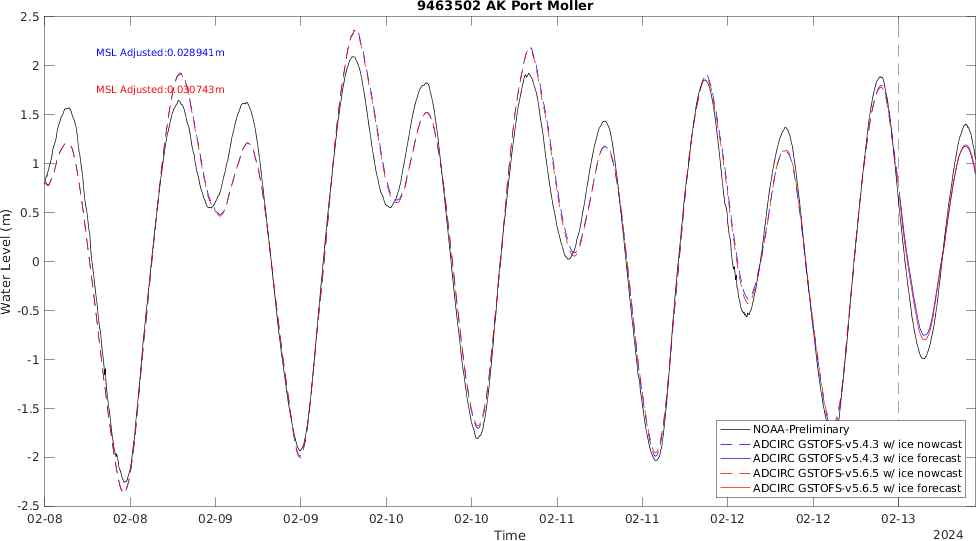 9463502 AK Port Moller
MSL Adjusted:0.028941m
MSL Adjusted:0.030743m
Water Level (m)
2.5
2
1.5
1
0.5
0
-0.5
-1
-1.5
-2
-2.5
NOAA-Preliminary
ADCIRC GSTOFS-v5.4.3 w/ ice nowcast
ADCIRC GSTOFS-v5.4.3 w/ ice forecast
ADCIRC GSTOFS-v5.6.5 w/ ice nowcast
ADCIRC GSTOFS-v5.6.5 w/ ice forecast
02-08 02-08 02-09 02-09 02-10 02-10 02-11 02-11 02-12 02-12 02-13
Time
2024